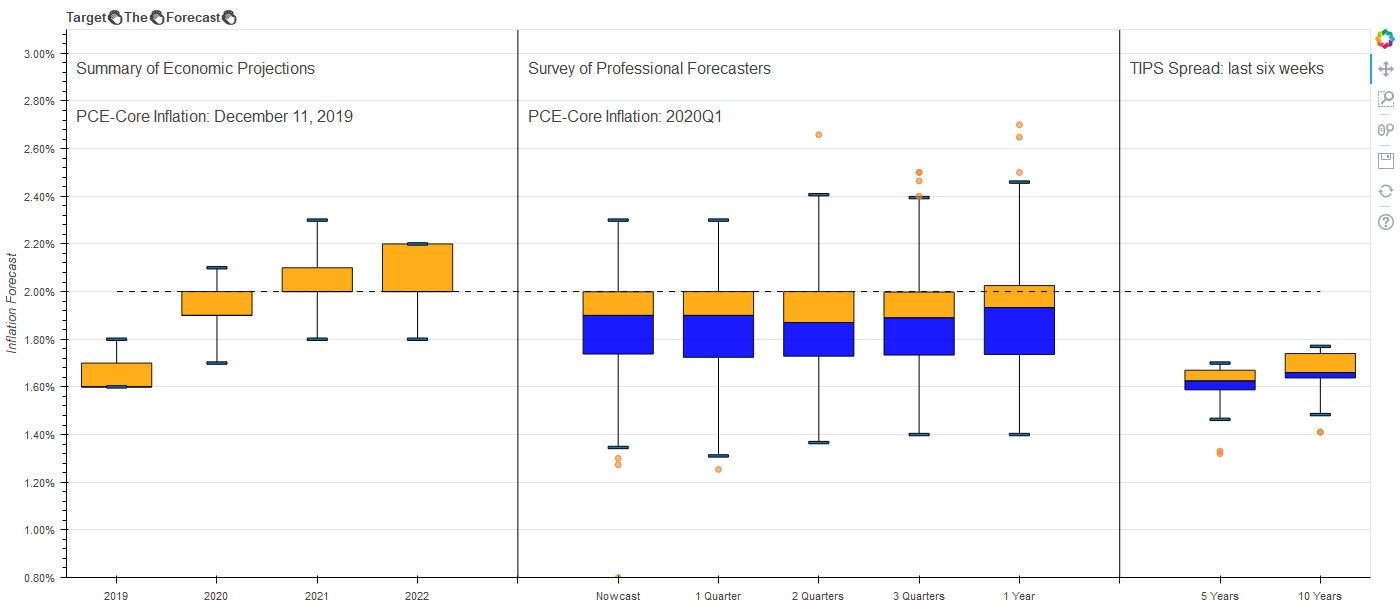 Target👏The👏Forecast👏
Summary of Economic Projections
PCE-Core Inflation: December 11, 2019
Survey of Professional Forecasters
PCE-Core Inflation: 2020Q1
TIPS Spread: last six weeks
Inflation Forecast
3.00%
2.80%
2.60%
2.40%
2.20%
2.00%
1.80%
1.60%
1.40%
1.20%
1.00%
0.80%
2019 2020 2021 2022 Nowcast 1 Quarter 2 Quarters 3 Quarters 1 Year 5 Years 10 Years